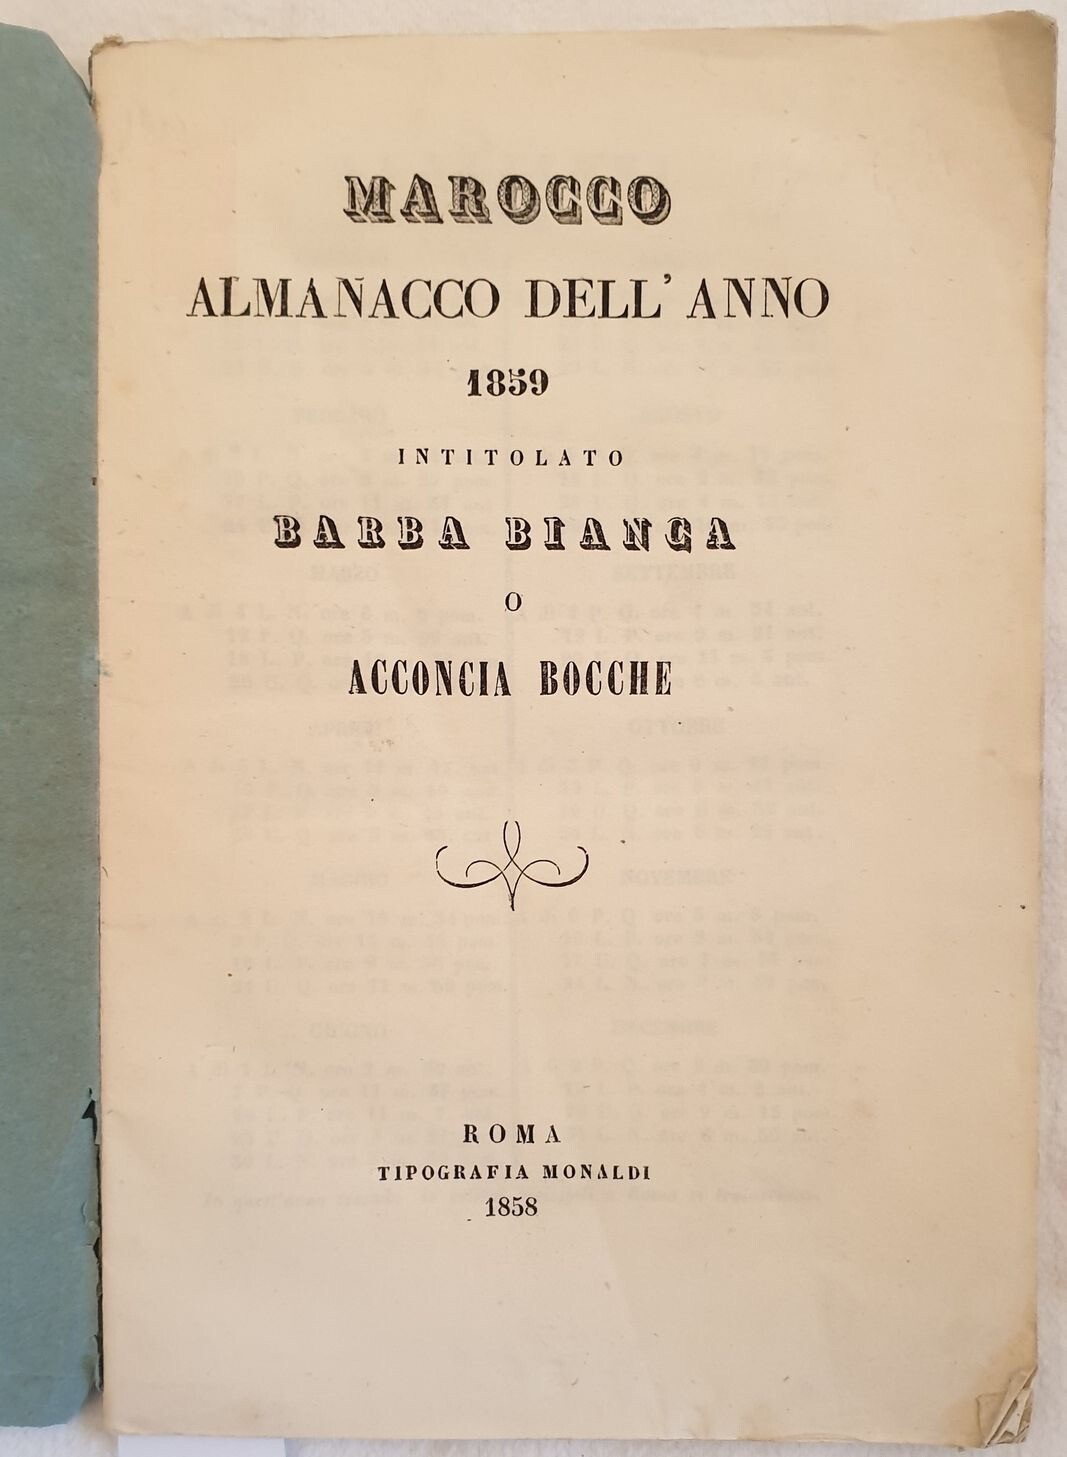 MAROCCO
ALMANACCO DELL' ANNO
1859
INTITOLATO
BARBA BIANCA
O
ACCONCIA BOCCHE
ROMA
TIPOGRAFIA MONALDI
1858